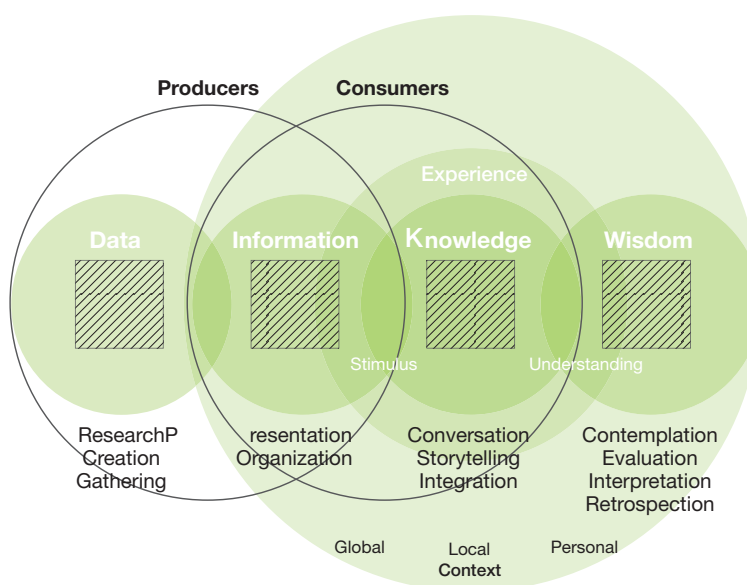 Producers
Consumers
Experience
Data
Information
Knowledge
Wisdom
Stimulus
Understanding
ResearchP
Creation
Gathering
resentation
Organization
Conversation
Storytelling
Integration
Contemplation
Evaluation
Interpretation
Retrospection
Global
Local
Personal
Context